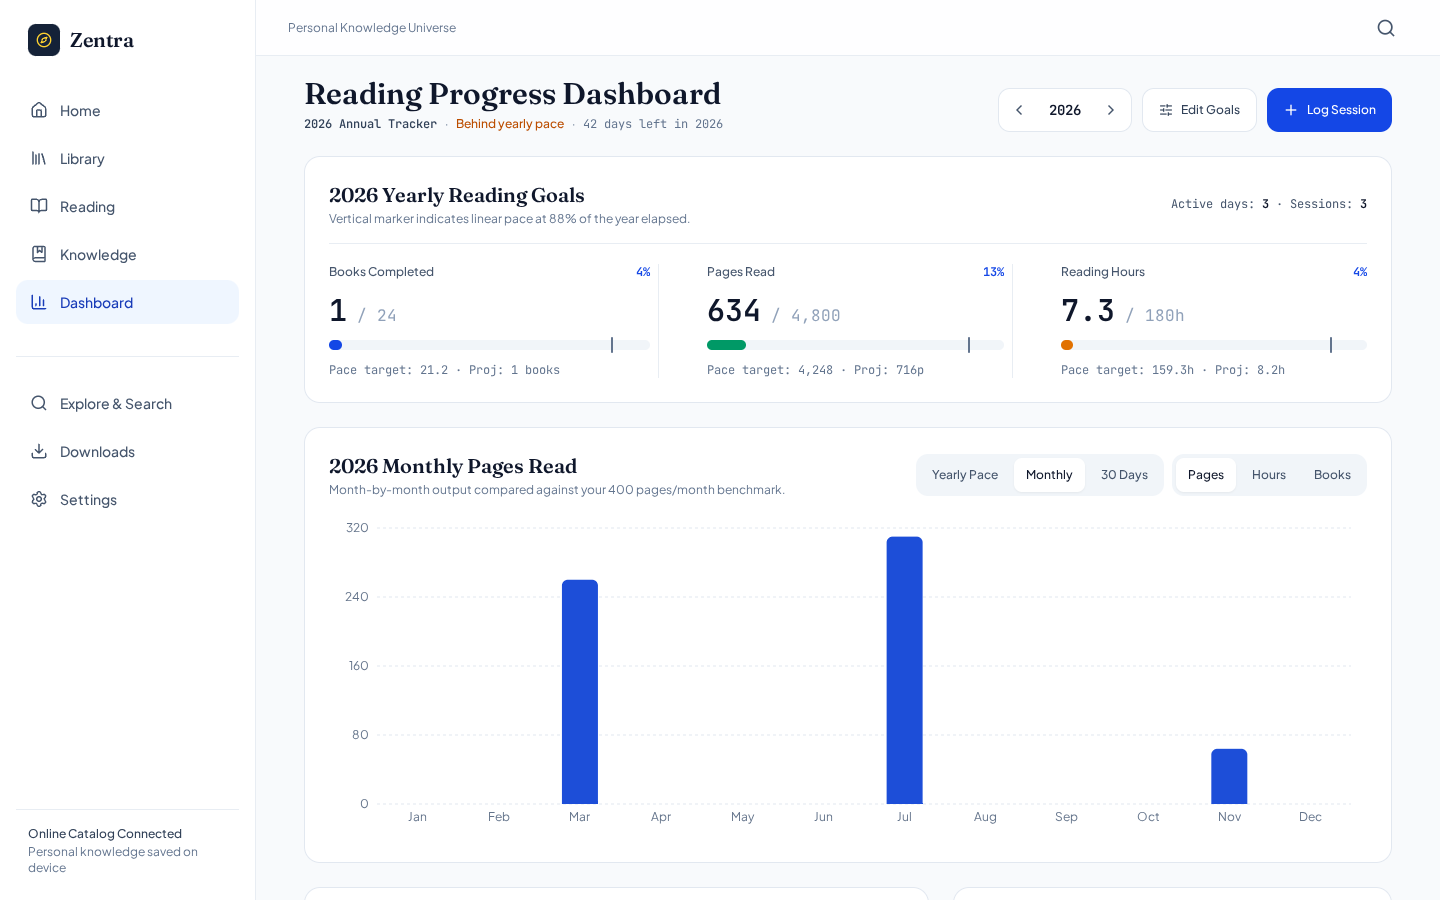 Zentra
Home
Library
Reading
Knowledge
Dashboard
Explore & Search
Downloads
Settings
Online Catalog Connected
Personal knowledge saved on
device
Personal Knowledge Universe
Reading Progress Dashboard
2026 Annual Tracker · Behind yearly pace · 42 days left in 2026
2026
Edit Goals
Log Session
2026 Yearly Reading Goals
Vertical marker indicates linear pace at 88% of the year elapsed.
Active days: 3 · Sessions: 3
Books Completed 4%
1 / 24
Pace target: 21.2 · Proj: 1 books
Pages Read 13%
634 / 4,800
Pace target: 4,248 · Proj: 716p
Reading Hours 4%
7.3 / 180h
Pace target: 159.3h · Proj: 8.2h
2026 Monthly Pages Read
Month-by-month output compared against your 400 pages/month benchmark.
Yearly Pace Monthly 30 Days
Pages Hours Books
320
240
160
80
0
Jan Feb Mar Apr May Jun Jul Aug Sep Oct Nov Dec